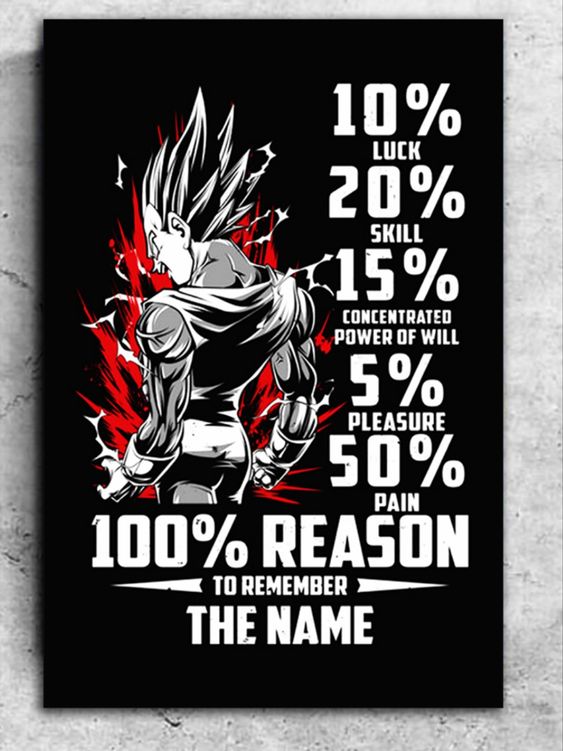 10%
LUCK
20%
SKILL
15%
CONCENTRATED
POWER OF WILL
5%
PLEASURE
50%
PAIN
100% REASON
TO REMEMBER
THE NAME